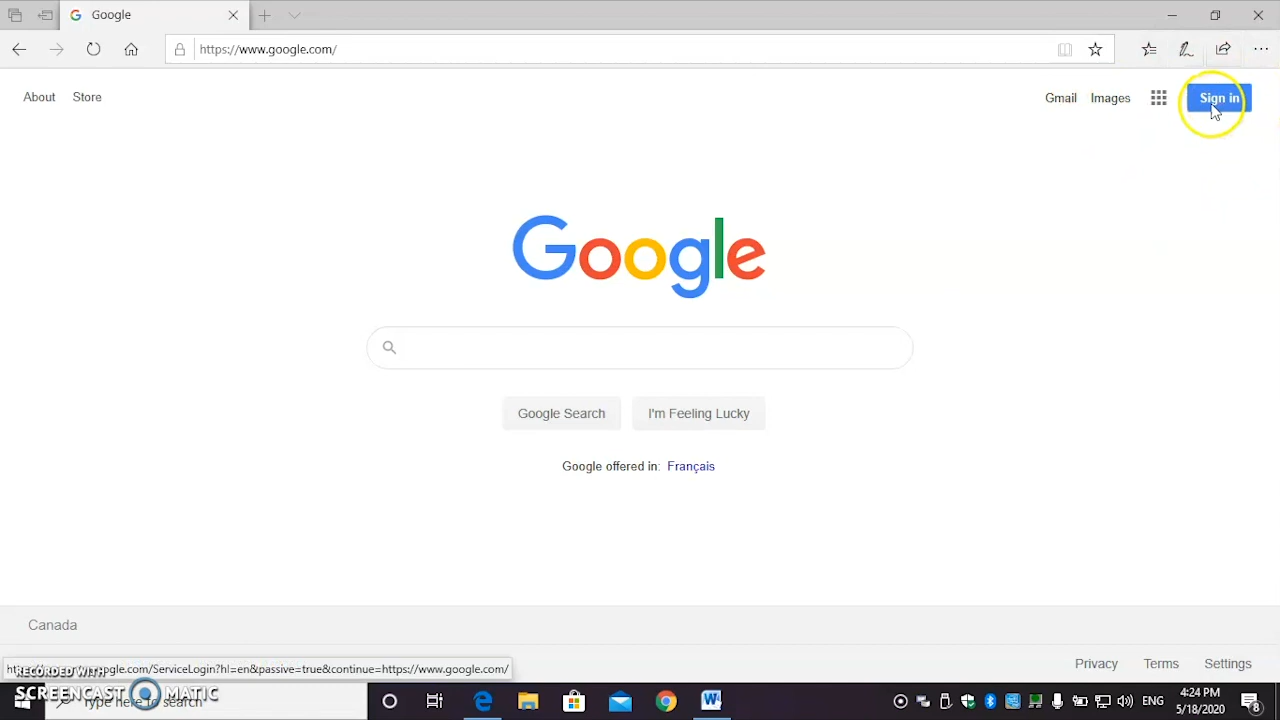 Google
https://www.google.com/
About Store
Gmail Images Sign in
Google
Google Search I'm Feeling Lucky
Google offered in: Français
Canada
google.com/ServiceLogin?hl=en&passive=true&continue=https://www.google.com/
RECORDED WITH
SCREENCAST MATIC
Privacy Terms Settings
Type here to search
ENG
4:24 PM
5/18/2020
8